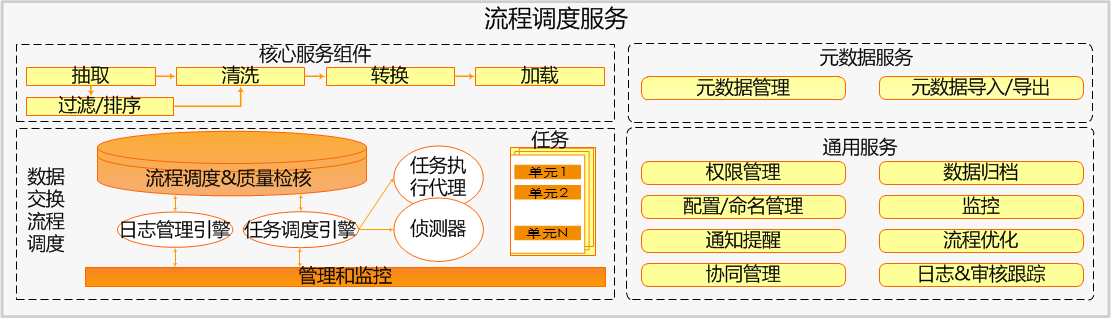 流程调度服务
核心服务组件
抽取
清洗
转换
加载
过滤/排序
元数据服务
元数据管理
元数据导入/导出
数据
交换
流程
调度
流程调度&质量检核
日志管理引擎
任务调度引擎
任务执
行代理
侦测器
任务
单元1
单元2
单元N
管理和监控
通用服务
权限管理
数据归档
配置/命名管理
监控
通知提醒
流程优化
协同管理
日志&审核跟踪